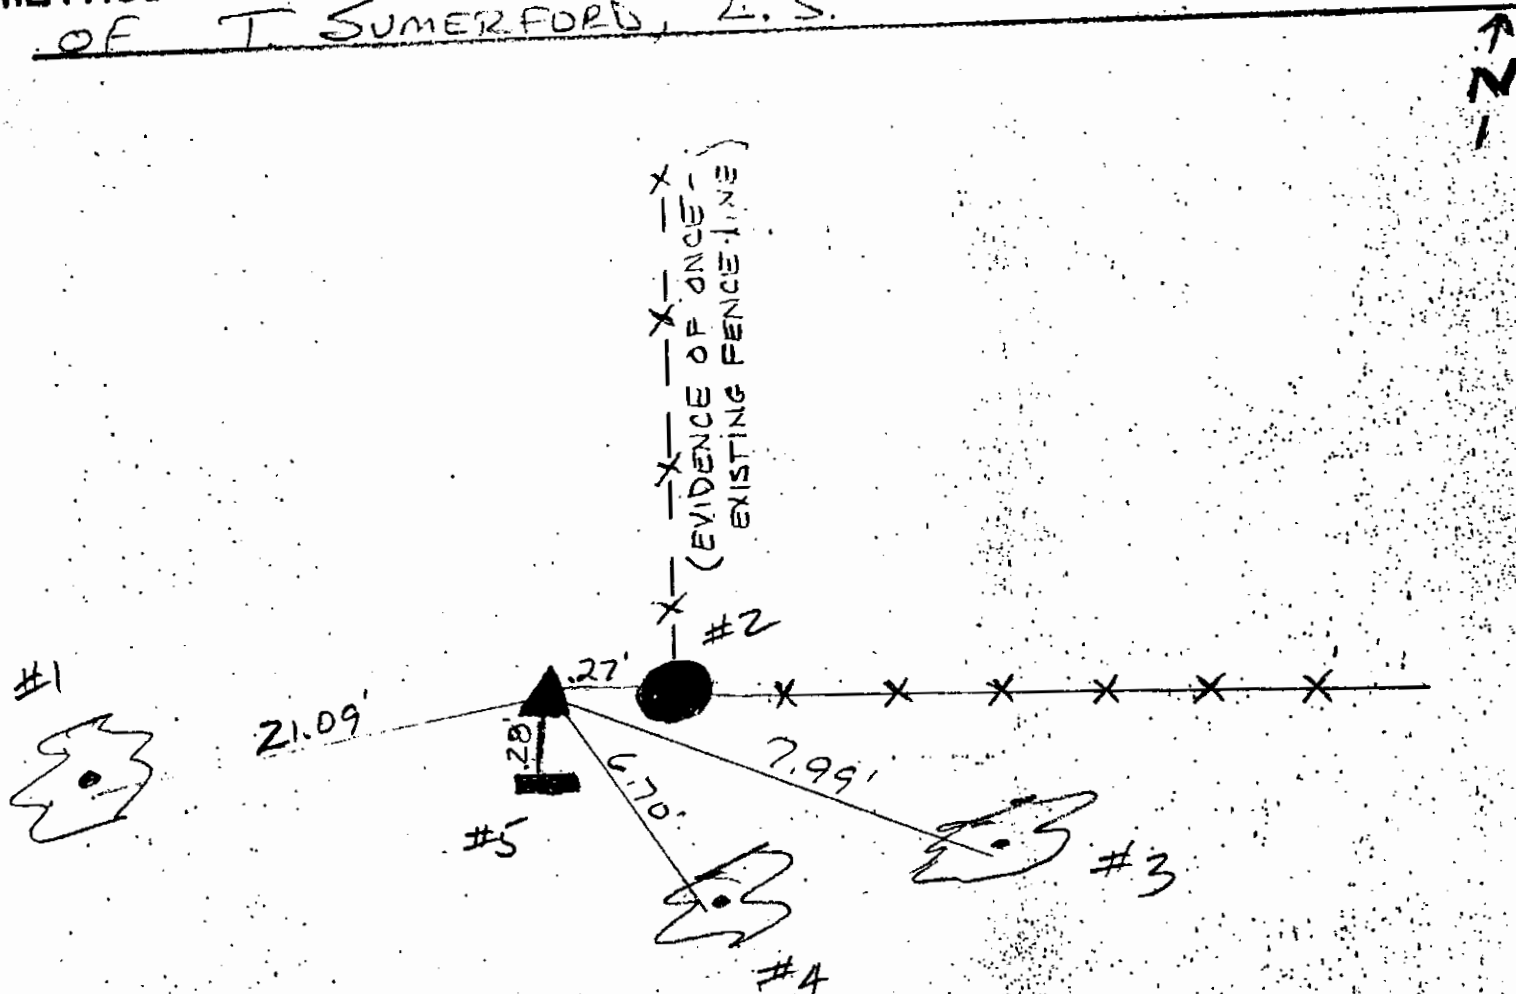 OF T. SUMERFORD, L.S.
N
(EVIDENCE OF ONCE-
EXISTING FENCE LINE)
#2
.27'
#1
21.09'
.28'
6.70'
7.99'
#5
#3
#4